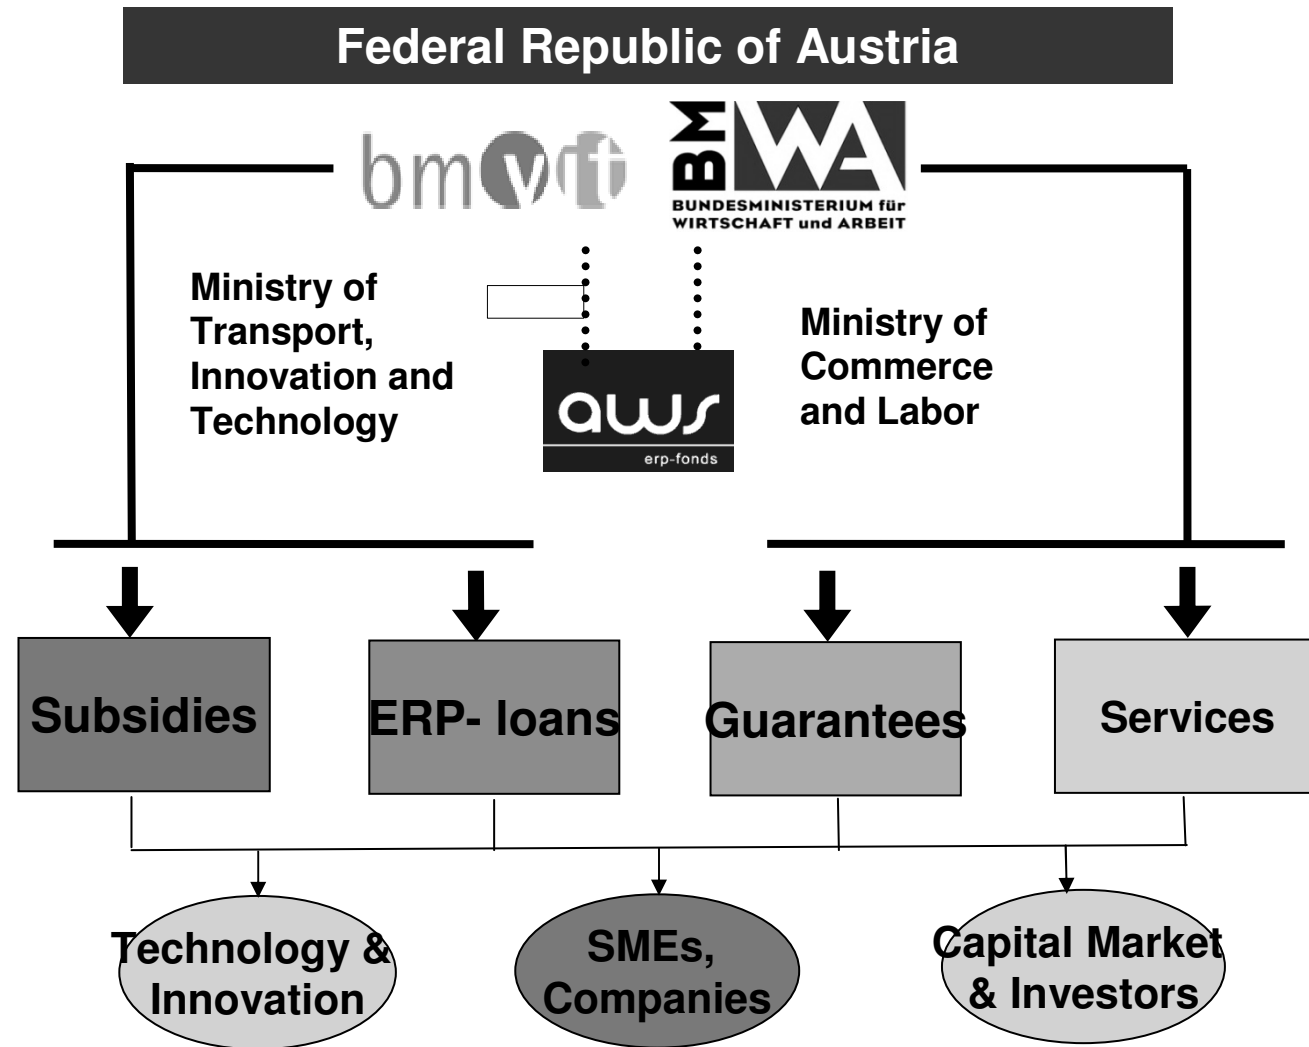 Federal Republic of Austria
bmvit
BM
WA
BUNDESMINISTERIUM für
WIRTSCHAFT und ARBEIT
Ministry of
Transport,
Innovation and
Technology
Ministry of
Commerce
and Labor
aws
erp-fonds
Subsidies
ERP- loans
Guarantees
Services
Technology &
Innovation
SMEs,
Companies
Capital Market
& Investors